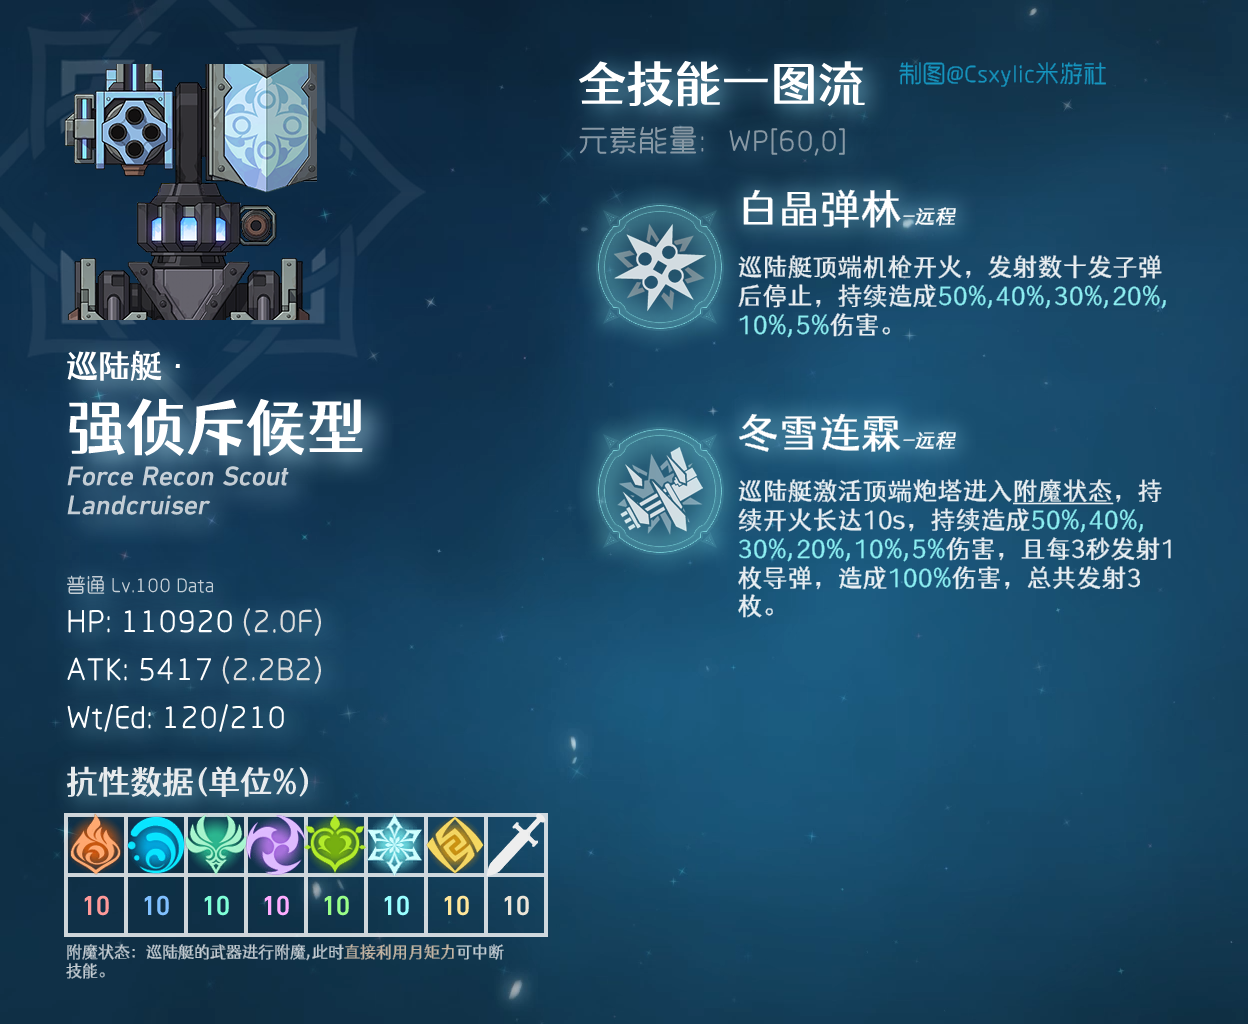 全技能一图流
制图@Csxylic米游社
元素能量: WP[60,0]
白晶弹林-远程
巡陆艇顶端机枪开火，发射数十发子弹
后停止，持续造成50%,40%,30%,20%,
10%,5%伤害。
冬雪连霖-远程
巡陆艇激活顶端炮塔进入附魔状态，持
续开火长达10s，持续造成50%,40%,
30%,20%,10%,5%伤害，且每3秒发射1
枚导弹，造成100%伤害，总共发射3
枚。
巡陆艇·
强侦斥候型
Force Recon Scout
Landcruiser
普通 Lv.100 Data
HP: 110920 (2.0F)
ATK: 5417 (2.2B2)
Wt/Ed: 120/210
抗性数据(单位%)
10 10 10 10 10 10 10 10
附魔状态：巡陆艇的武器进行附魔,此时直接利用月矩力可中断
技能。